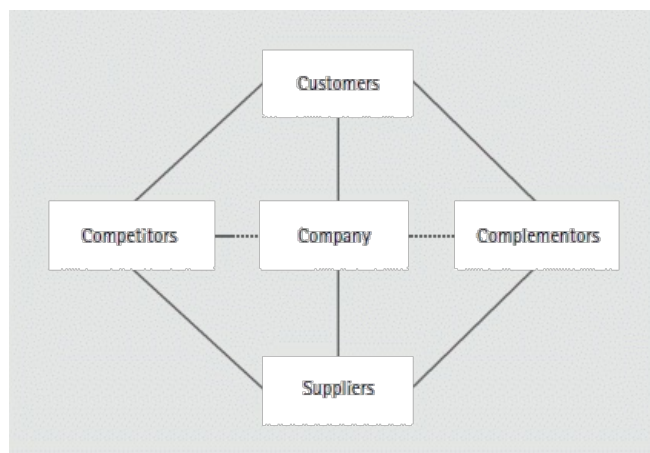 Customers
Competitors
Company
Complementors
Suppliers